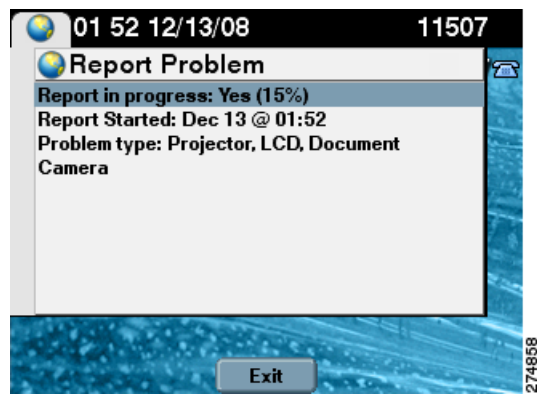 01 52 12/13/08 11507
Report Problem
Report in progress: Yes (15%)
Report Started: Dec 13 @ 01:52
Problem type: Projector, LCD, Document
Camera
Exit
274858